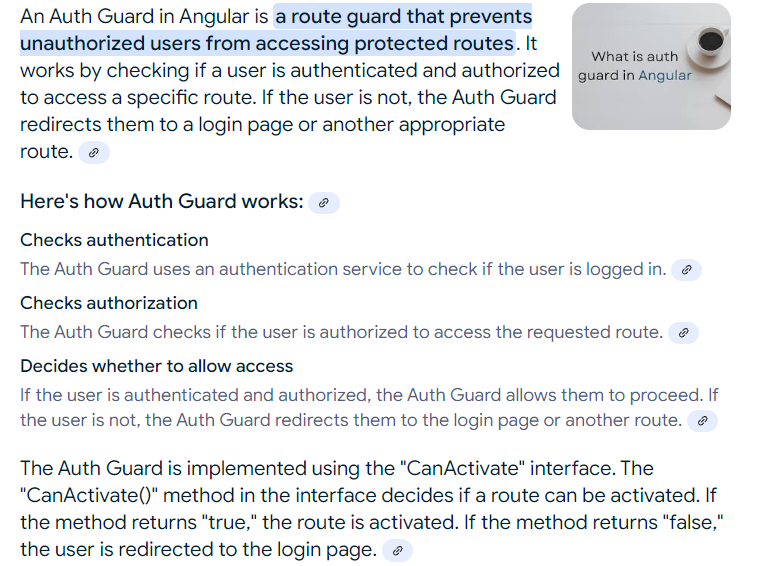 An Auth Guard in Angular is a route guard that prevents
unauthorized users from accessing protected routes. It
works by checking if a user is authenticated and authorized
to access a specific route. If the user is not, the Auth Guard
redirects them to a login page or another appropriate
route.
What is auth
guard in Angular
Here's how Auth Guard works:
Checks authentication
The Auth Guard uses an authentication service to check if the user is logged in.
Checks authorization
The Auth Guard checks if the user is authorized to access the requested route.
Decides whether to allow access
If the user is authenticated and authorized, the Auth Guard allows them to proceed. If
the user is not, the Auth Guard redirects them to the login page or another route.
The Auth Guard is implemented using the "CanActivate" interface. The
"CanActivate()" method in the interface decides if a route can be activated. If
the method returns "true," the route is activated. If the method returns "false,"
the user is redirected to the login page.